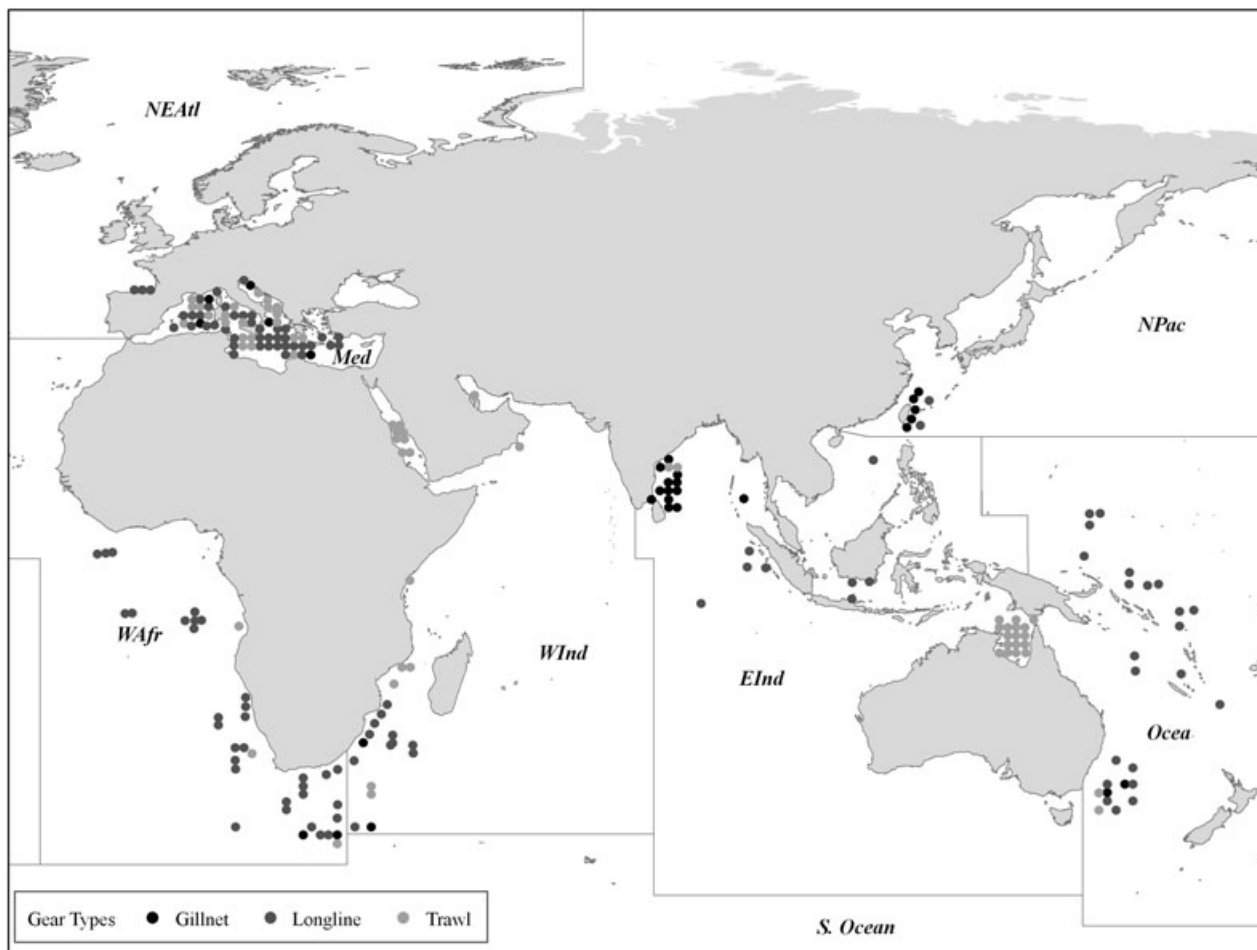 NEAtl
NPac
Med
WAfr
WInd
EInd
Ocea
Gear Types Gillnet Longline Trawl
S. Ocean